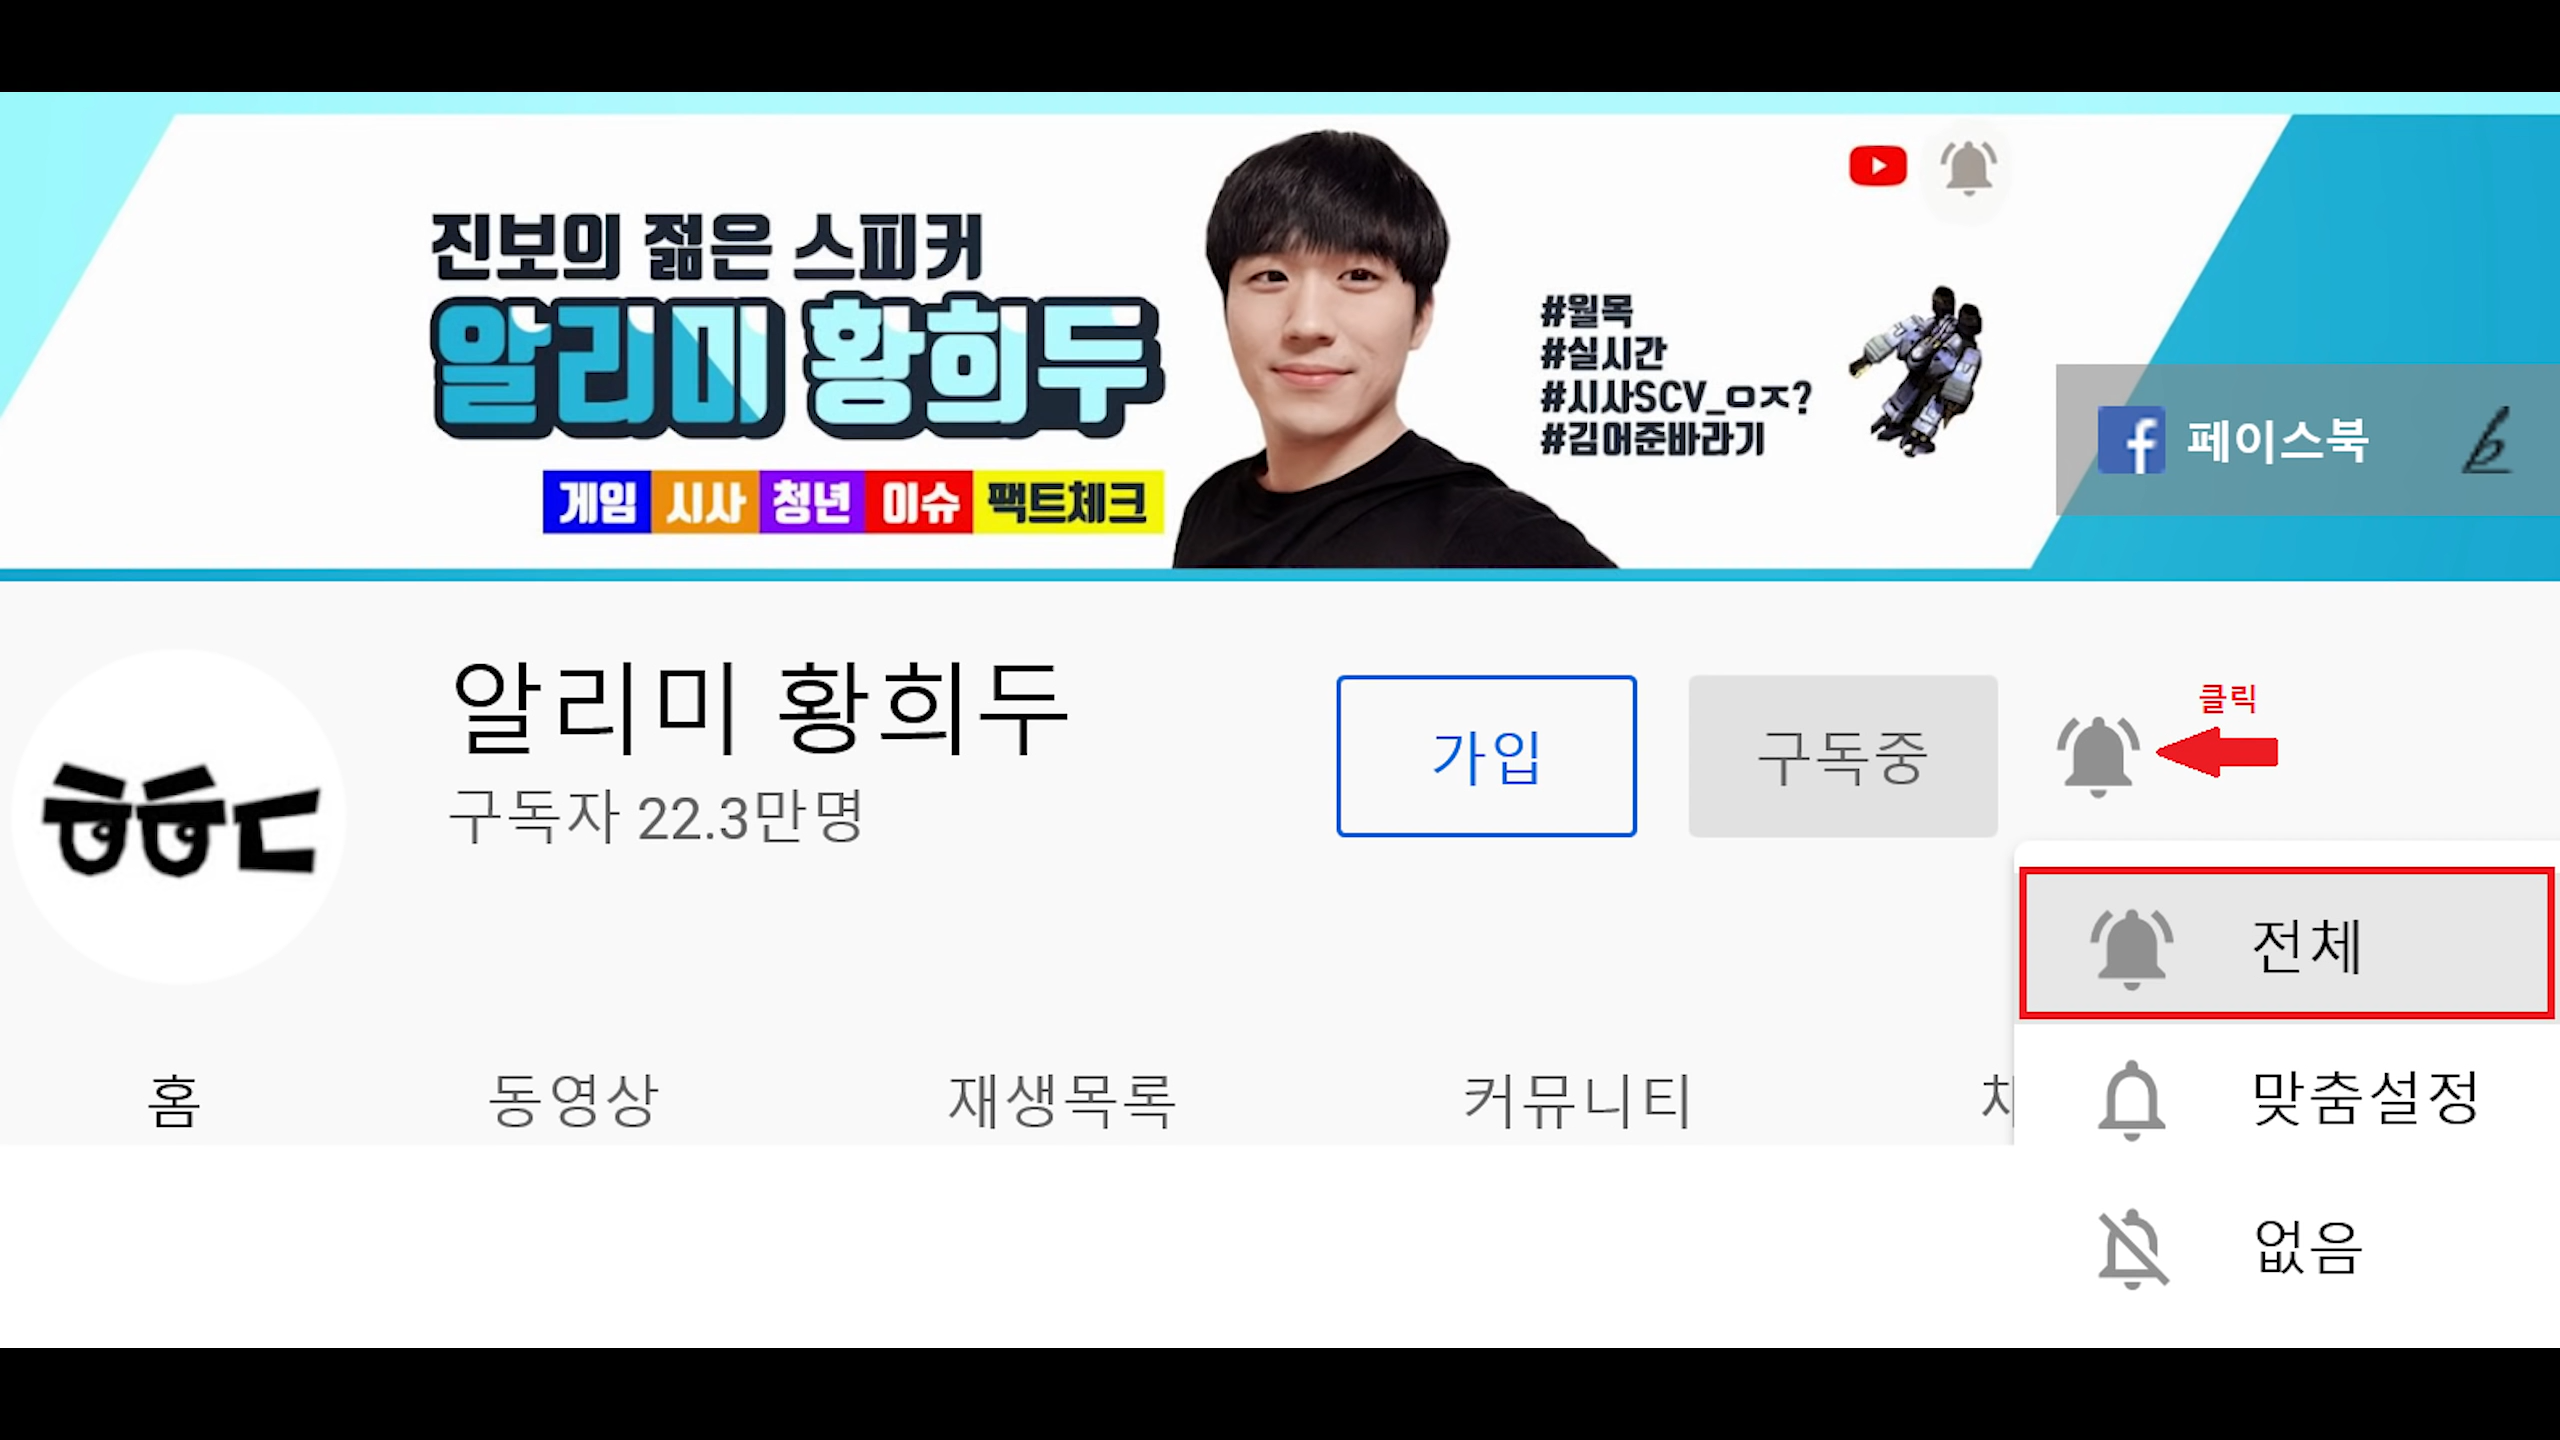 진보의 젊은 스피커
알리미 황희두
게임 시사 청년 이슈 팩트체크
#월목
#실시간
#시사SCV_ㅇㅈ?
#김어준바라기
페이스북
ㅎㅎㄷ
알리미 황희두
구독자 22.3만명
가입
구독중
클릭
전체
맞춤설정
없음
홈 동영상 재생목록 커뮤니티